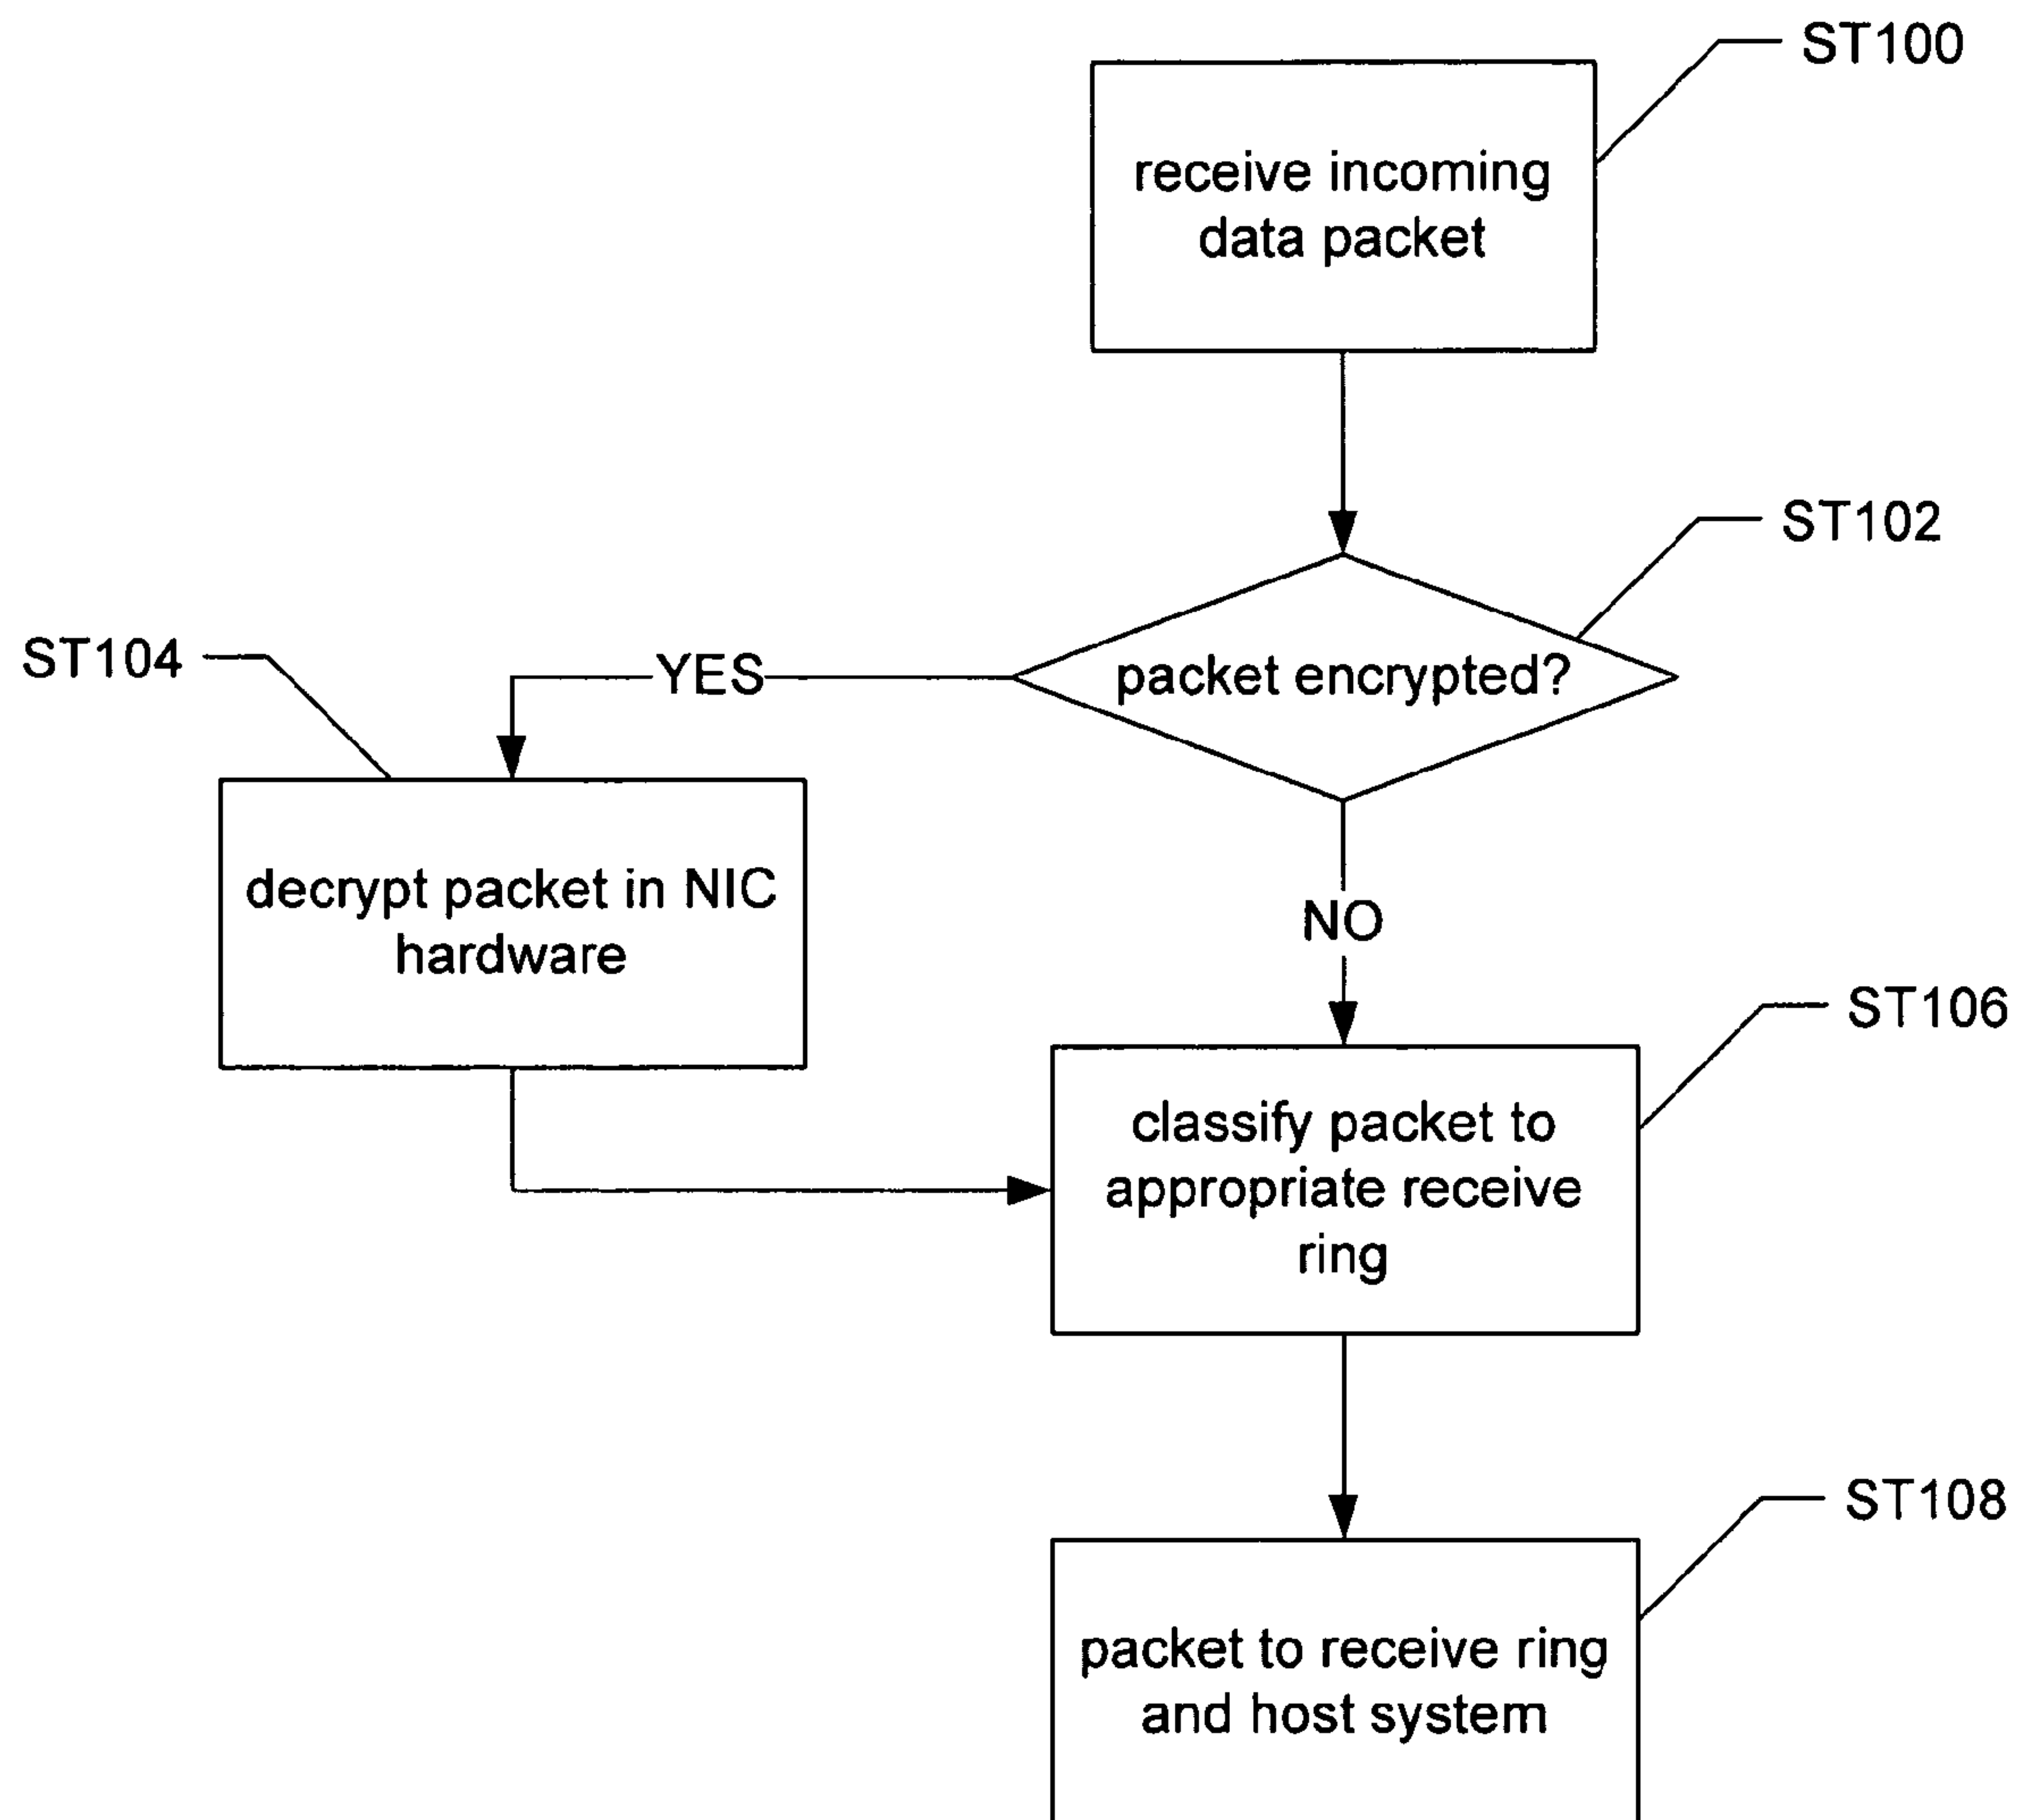 ST100
receive incoming
data packet
ST102
packet encrypted?
YES
ST104
decrypt packet in NIC
hardware
NO
ST106
classify packet to
appropriate receive
ring
ST108
packet to receive ring
and host system